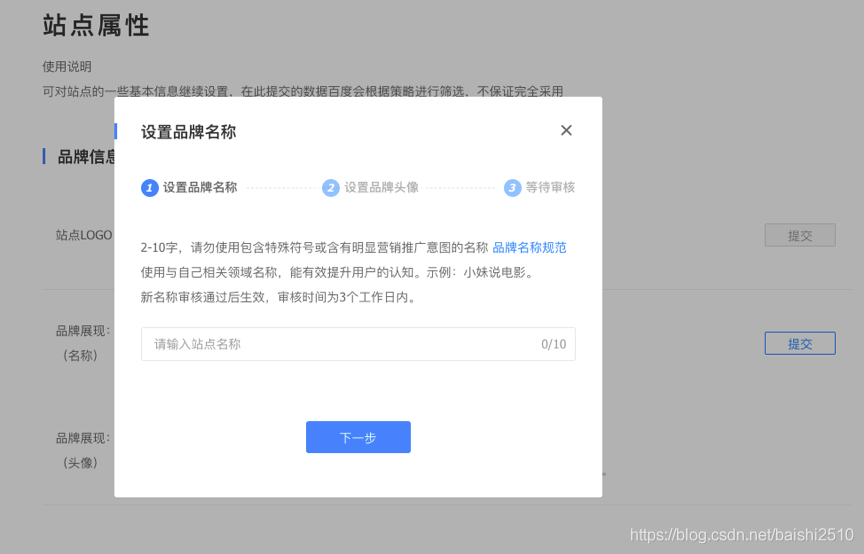 站点属性
使用说明
可对站点的一些基本信息继续设置，在此提交的数据百度会根据策略进行筛选，不保证完全采用
设置品牌名称
品牌信息
1 设置品牌名称 2 设置品牌头像 3 等待审核
站点LOGO
提交
2-10字，请勿使用包含特殊符号或含有明显营销推广意图的名称 品牌名称规范
使用与自己相关领域名称，能有效提升用户的认知。示例：小妹说电影。
新名称审核通过后生效，审核时间为3个工作日内。
品牌展现：
（名称）
请输入站点名称 0/10
提交
下一步
品牌展现：
（头像）
https://blog.csdn.net/baishi2510